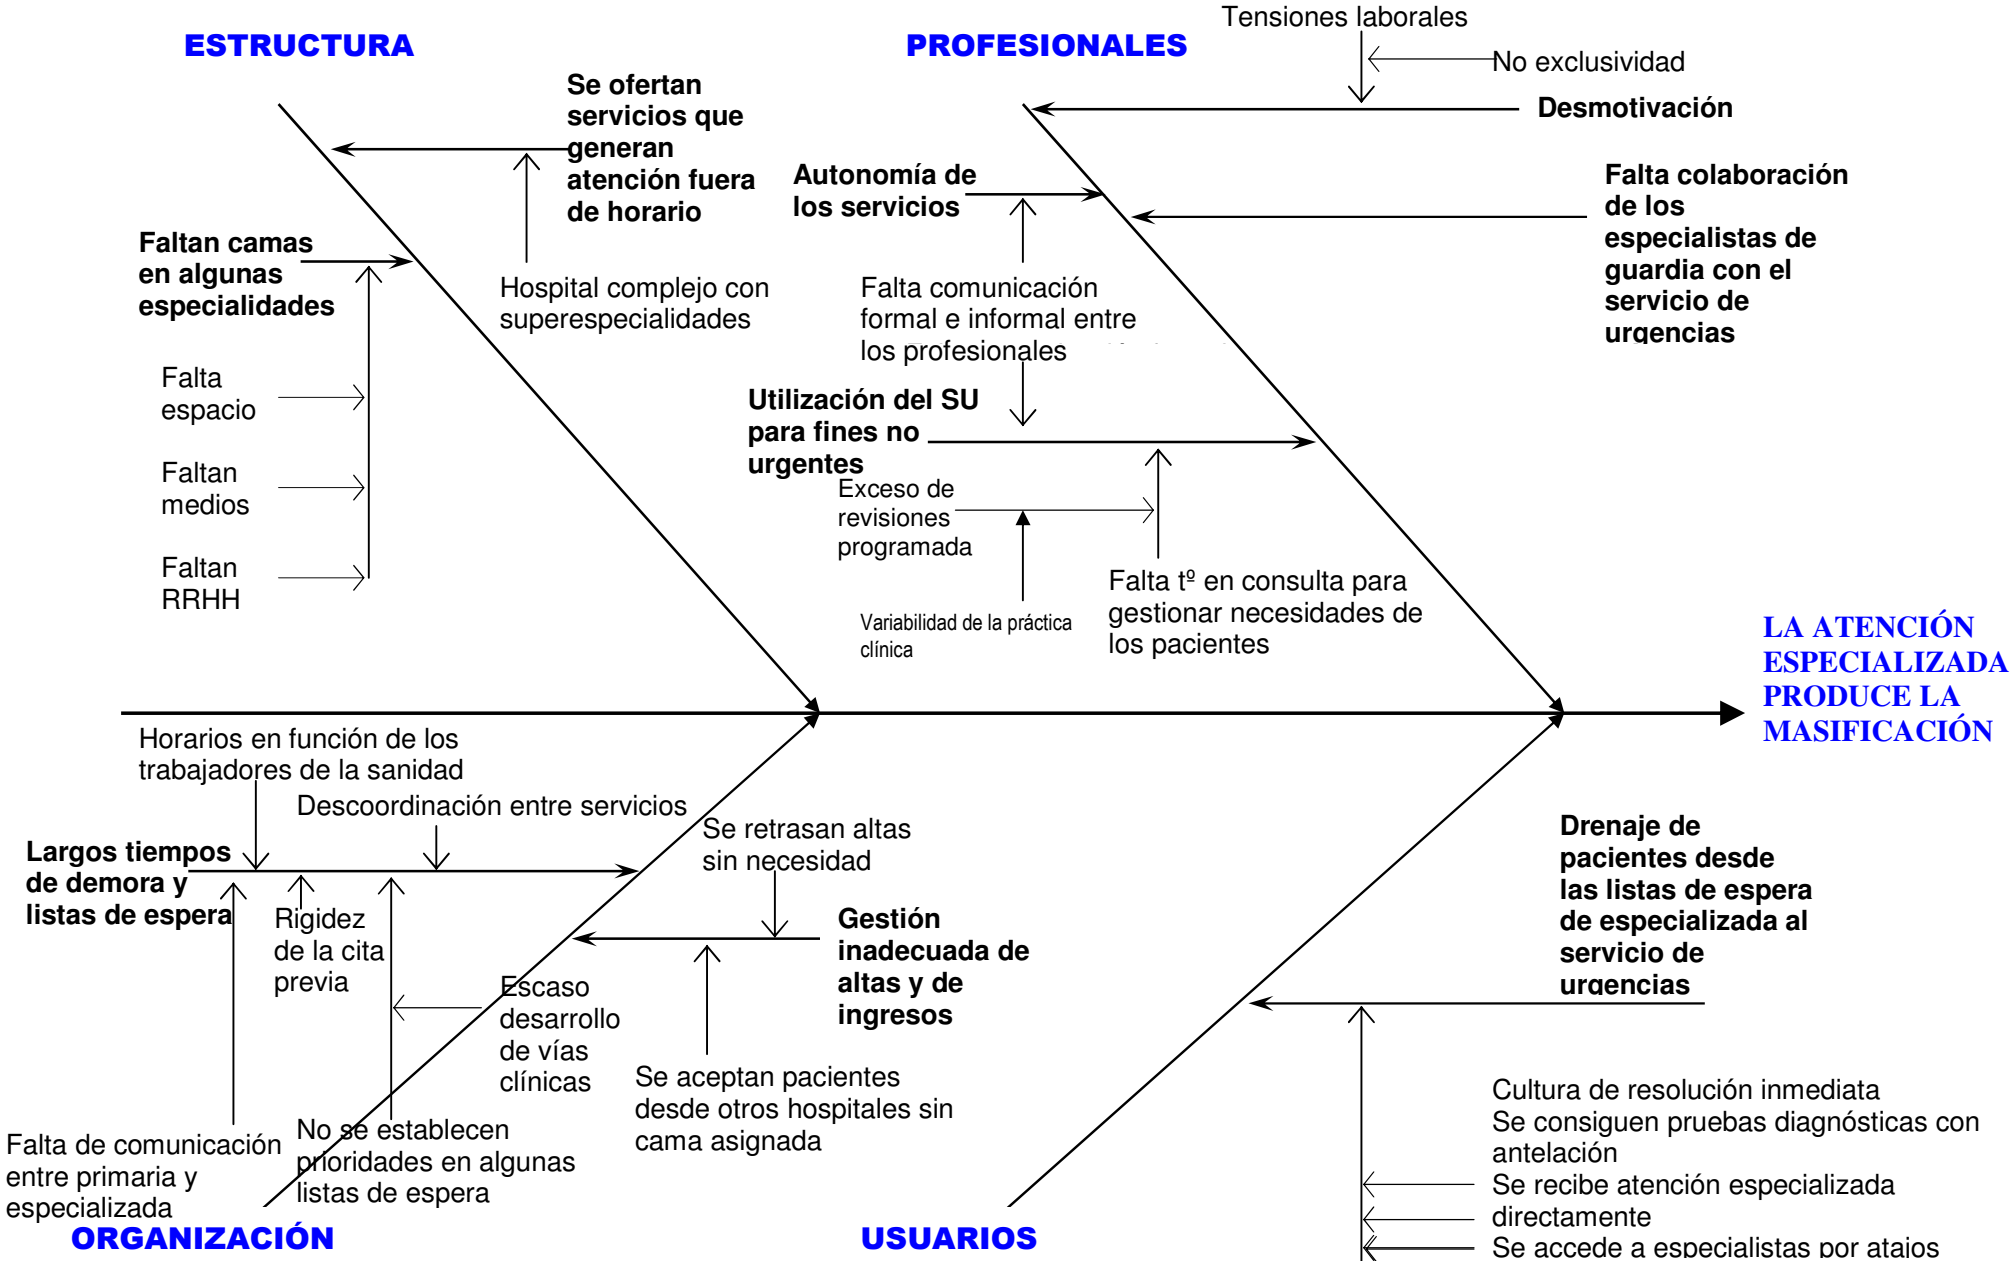 Tensiones laborales
ESTRUCTURA
PROFESIONALES
No exclusividad
Se ofertan
servicios que
generan
atención fuera
de horario
Desmotivación
Autonomía de
los servicios
Falta colaboración
de los
especialistas de
guardia con el
servicio de
urgencias
Faltan camas
en algunas
especialidades
Hospital complejo con
superespecialidades
Falta comunicación
formal e informal entre
los profesionales
Falta
espacio
Utilización del SU
para fines no
urgentes
Faltan
medios
Exceso de
revisiones
programada
Faltan
RRHH
Falta tº en consulta para
gestionar necesidades de
los pacientes
Variabilidad de la práctica
clínica
LA ATENCIÓN
ESPECIALIZADA
PRODUCE LA
MASIFICACIÓN
Horarios en función de los
trabajadores de la sanidad
Descoordinación entre servicios
Se retrasan altas
sin necesidad
Largos tiempos
de demora y
listas de espera
Drenaje de
pacientes desde
las listas de espera
de especializada al
servicio de
urgencias
Rigidez
de la cita
previa
Gestión
inadecuada de
altas y de
ingresos
Escaso
desarrollo
de vías
clínicas
Se aceptan pacientes
desde otros hospitales sin
cama asignada
Falta de comunicación
entre primaria y
especializada
No se establecen
prioridades en algunas
listas de espera
Cultura de resolución inmediata
Se consiguen pruebas diagnósticas con
antelación
Se recibe atención especializada
directamente
Se accede a especialistas por atajos
ORGANIZACIÓN
USUARIOS